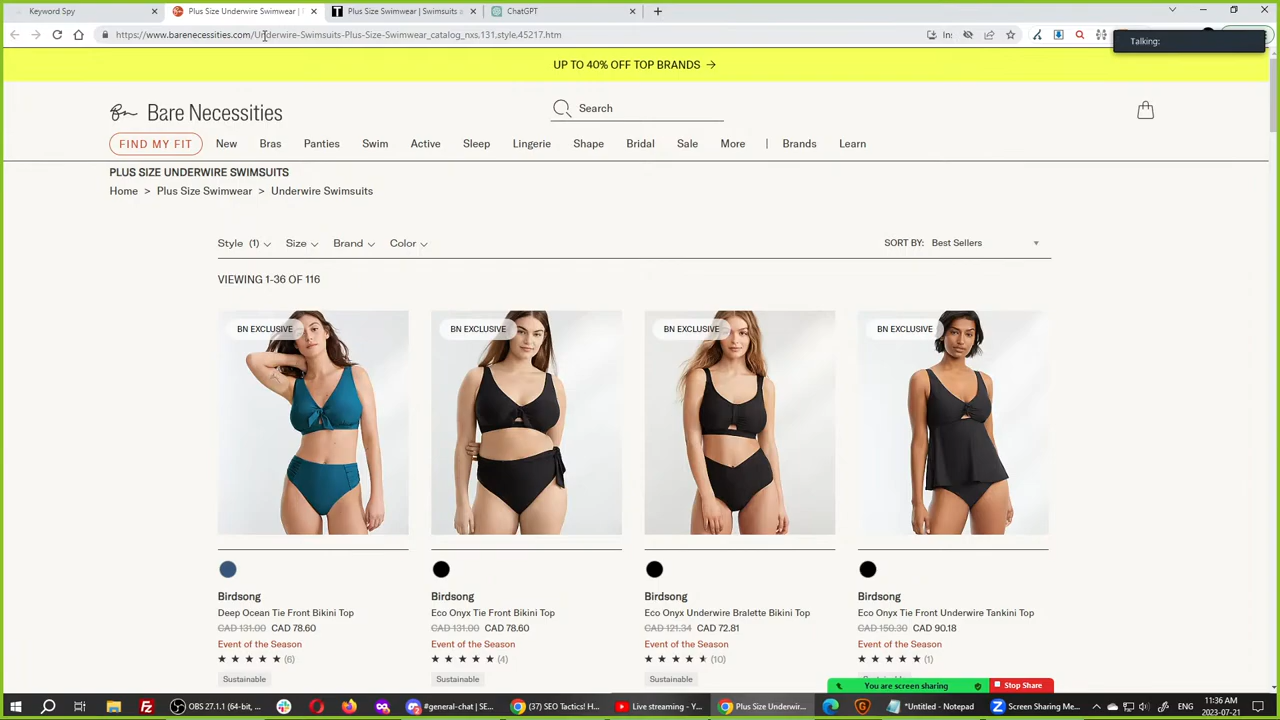 Keyword Spy
Plus Size Underwire Swimwear |
Plus Size Swimwear | Swimsuits a
ChatGPT
https://www.barenecessities.com/Underwire-Swimsuits-Plus-Size-Swimwear_catalog_nxs,131,style,45217.htm
Ins:
Talking:
UP TO 40% OFF TOP BRANDS →
Bn Bare Necessities
Search
FIND MY FIT New Bras Panties Swim Active Sleep Lingerie Shape Bridal Sale More | Brands Learn
PLUS SIZE UNDERWIRE SWIMSUITS
Home > Plus Size Swimwear > Underwire Swimsuits
Style (1) Size Brand Color
SORT BY: Best Sellers
VIEWING 1-36 OF 116
BN EXCLUSIVE BN EXCLUSIVE BN EXCLUSIVE BN EXCLUSIVE
Birdsong Birdsong Birdsong Birdsong
Deep Ocean Tie Front Bikini Top Eco Onyx Tie Front Bikini Top Eco Onyx Underwire Bralette Bikini Top Eco Onyx Tie Front Underwire Tankini Top
CAD 131.00 CAD 78.60 CAD 131.00 CAD 78.60 CAD 121.34 CAD 72.81 CAD 150.30 CAD 90.18
Event of the Season Event of the Season Event of the Season Event of the Season
(6) (4) (10) (1)
Sustainable Sustainable Sustainable Sustainable
You are screen sharing Stop Share
OBS 27.1.1 (64-bit, ... #general-chat | SE... (37) SEO Tactics! H... Live streaming - Y... Plus Size Underwir... *Untitled - Notepad Screen Sharing Me...
11:36 AM
2023-07-21